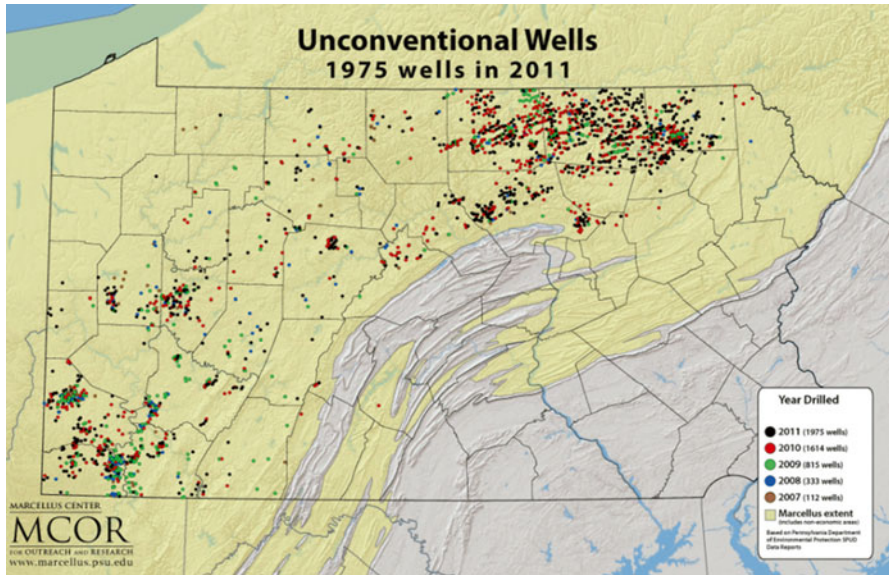 Unconventional Wells
1975 wells in 2011
Year Drilled
2011 (1975 wells)
2010 (1614 wells)
2009 (815 wells)
2008 (333 wells)
2007 (112 wells)
Marcellus extent
(includes non-economic areas)
Based on Pennsylvania Department
of Environmental Protection SPUD
Data Reports
MARCELLUS CENTER
MCOR
FOR OUTREACH AND RESEARCH
www.marcellus.psu.edu